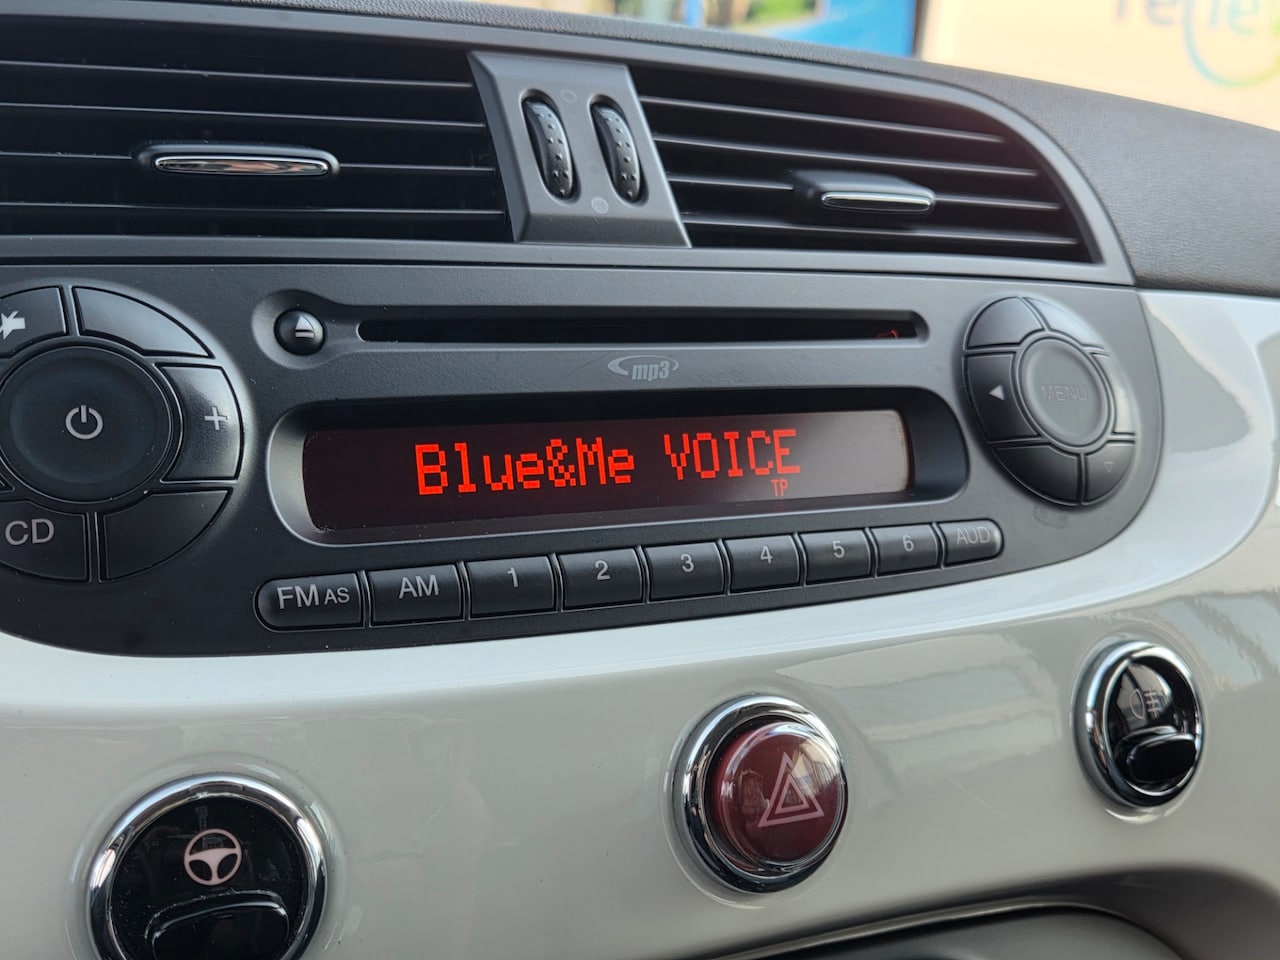 mp3
MENU
Blue&Me VOICE
TP
CD
FM AS
AM
1
2
3
4
5
6
AUD